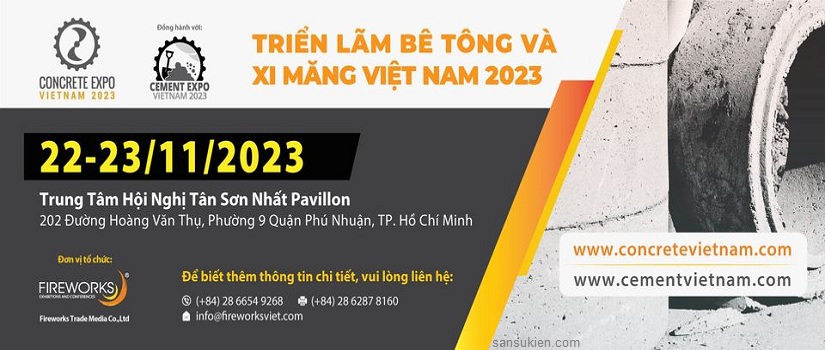 CONCRETE EXPO
VIETNAM 2023
Đồng hành với:
CEMENT EXPO
VIETNAM 2023
TRIỂN LÃM BÊ TÔNG VÀ
XI MĂNG VIỆT NAM 2023
22-23/11/2023
Trung Tâm Hội Nghị Tân Sơn Nhất Pavillon
202 Đường Hoàng Văn Thụ, Phường 9 Quận Phú Nhuận, TP. Hồ Chí Minh
Đơn vị tổ chức:
FIREWORKS
EXHIBITIONS AND CONFERENCES
Fireworks Trade Media Co.,Ltd
Để biết thêm thông tin chi tiết, vui lòng liên hệ:
(+84) 28 6654 9268 (+84) 28 6287 8160
info@fireworksviet.com
www.concretevietnam.com
www.cementvietnam.com
sansukien.com